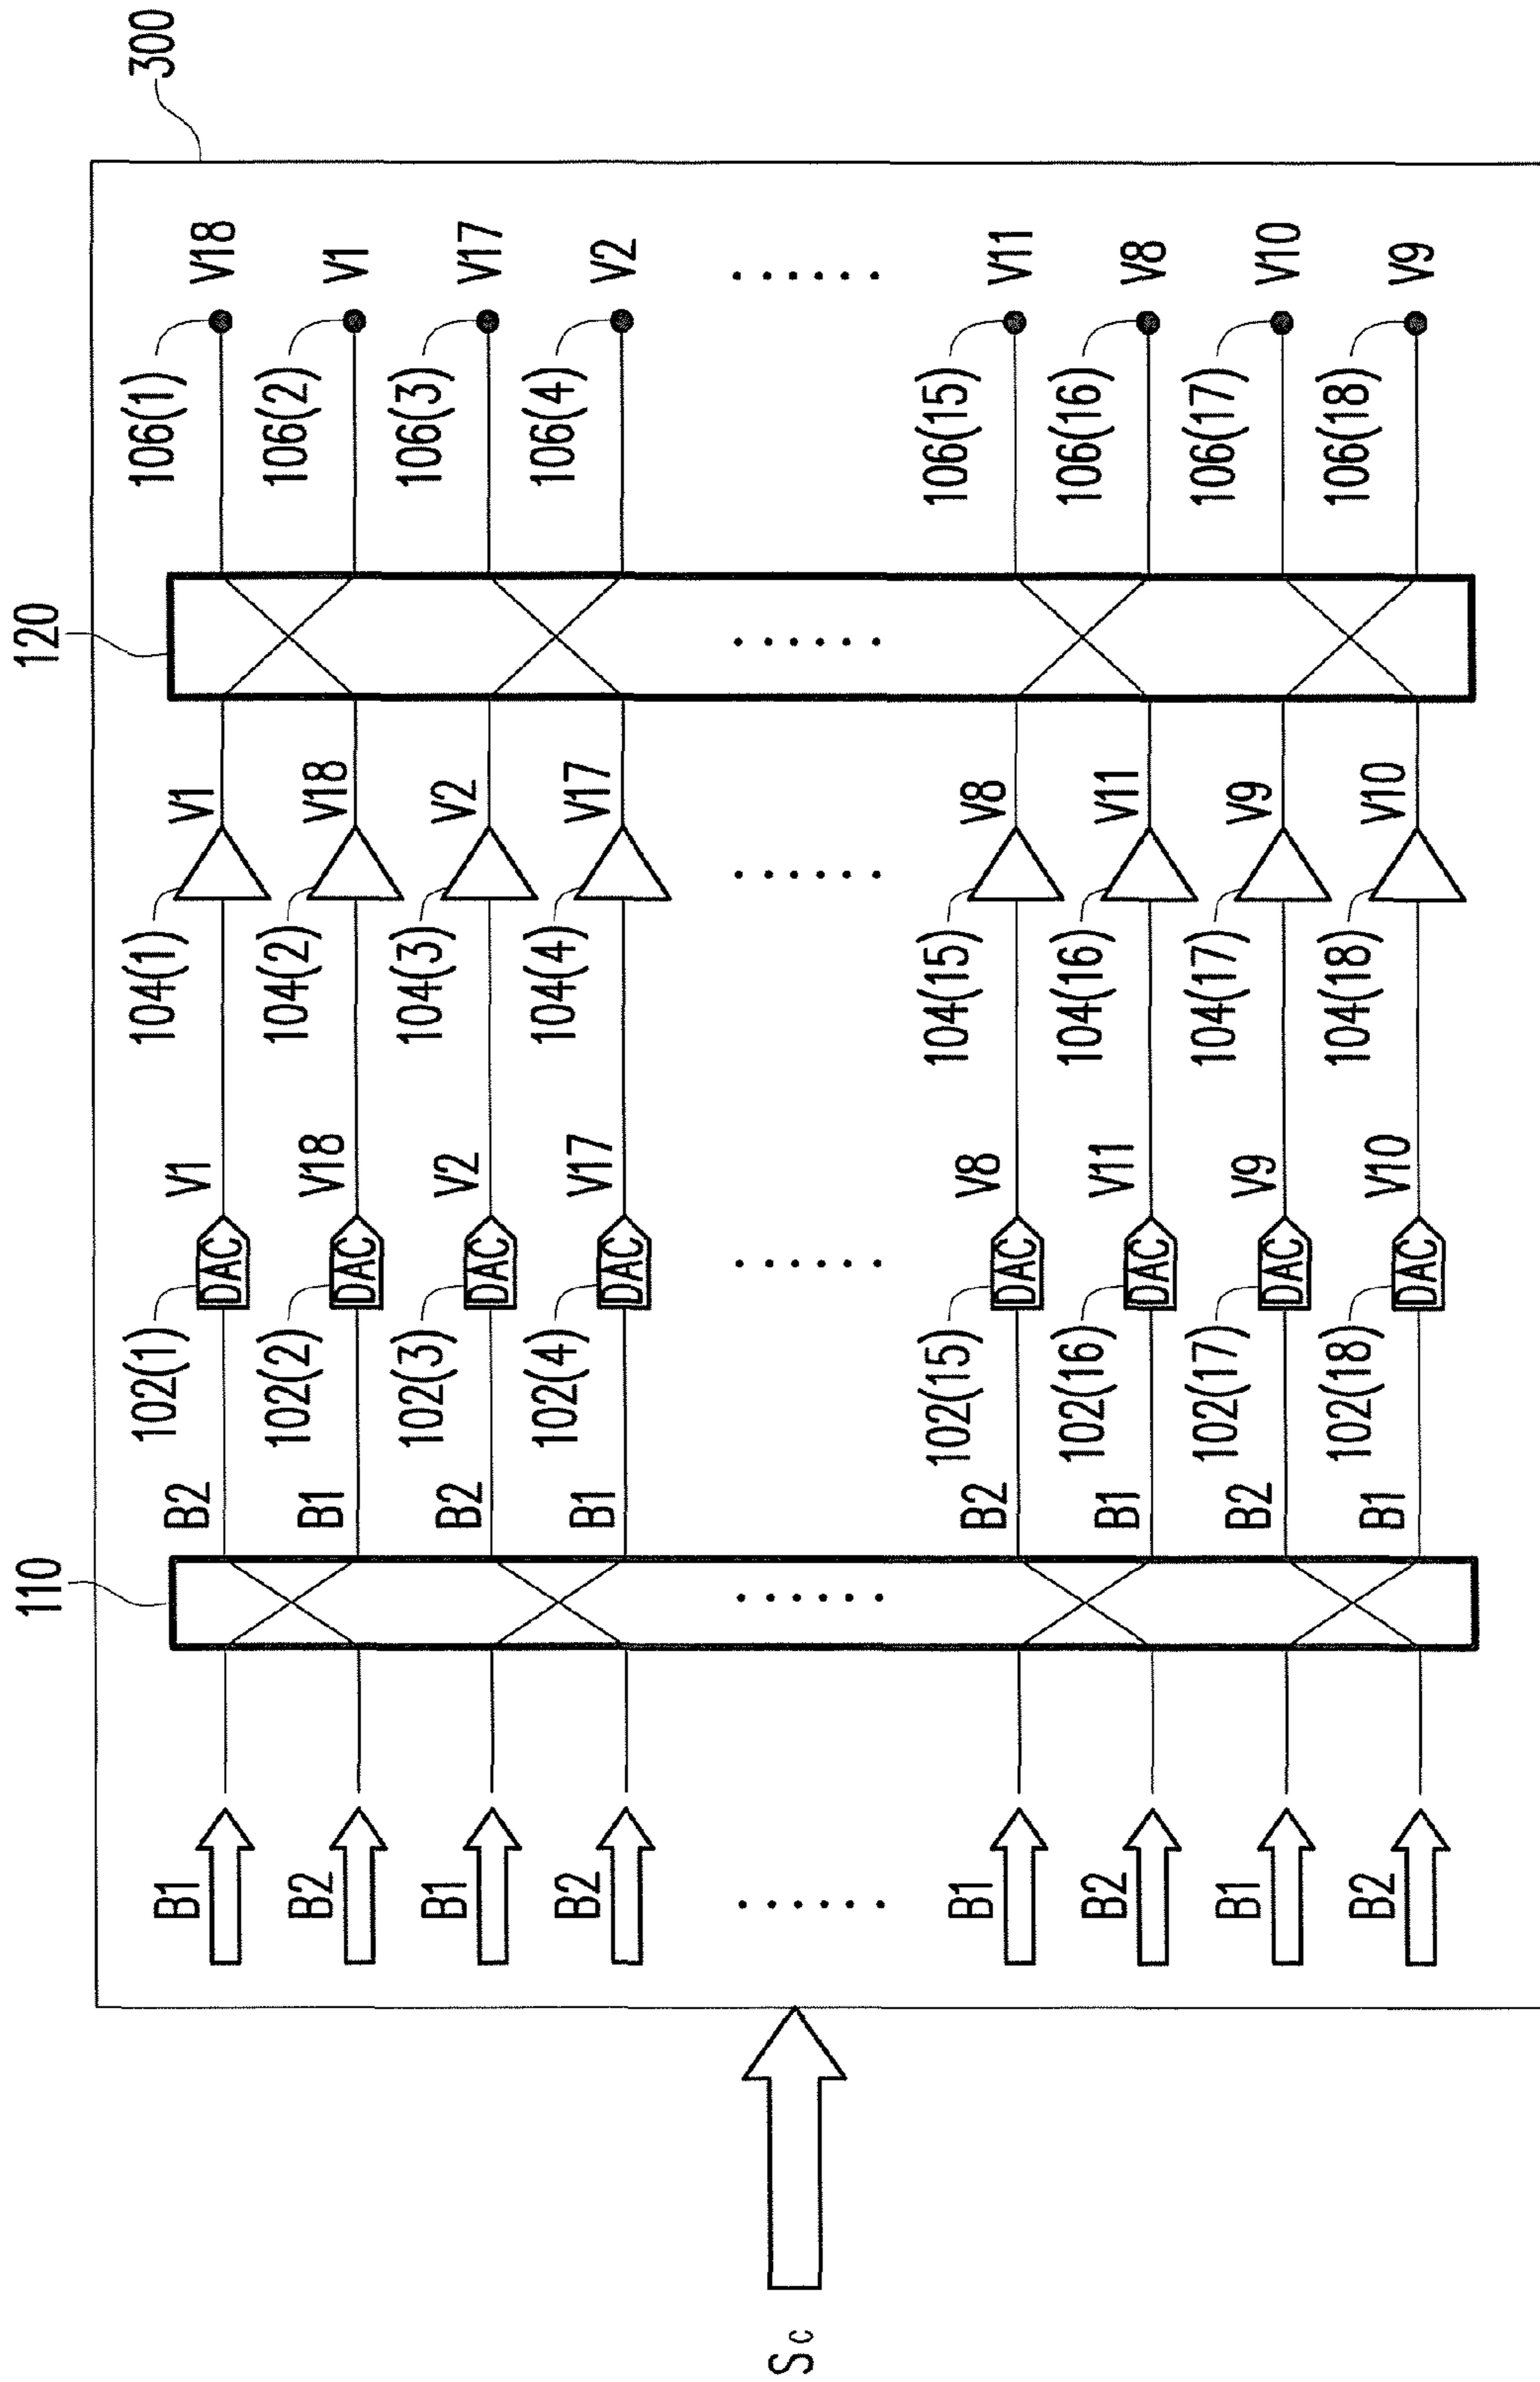 300
120
110
106(1)
V18
106(2)
V1
106(3)
V17
106(4)
V2
......
106(15)
V11
106(16)
V8
106(17)
V10
106(18)
V9
......
104(1)
V1
104(2)
V18
104(3)
V2
104(4)
V17
......
104(15)
V8
104(16)
V11
104(17)
V9
104(18)
V10
102(1)
DAC
V1
102(2)
DAC
V18
102(3)
DAC
V2
102(4)
DAC
V17
......
102(15)
DAC
V8
102(16)
DAC
V11
102(17)
DAC
V9
102(18)
DAC
V10
B2
B1
B2
B1
......
B2
B1
B2
B1
B1
B2
B1
B2
......
B1
B2
B1
B2
Sc